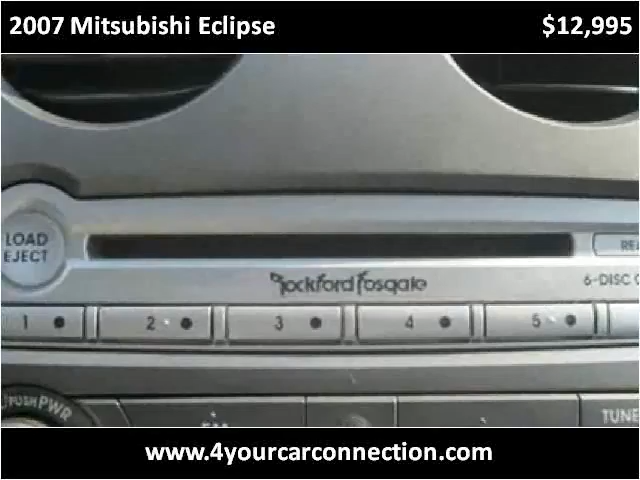 2007 Mitsubishi Eclipse $12,995
LOAD
EJECT
Rockford Fosgate
6-DISC
1 2 3 4 5
PUSH PWR
TUNE
www.4yourcarconnection.com